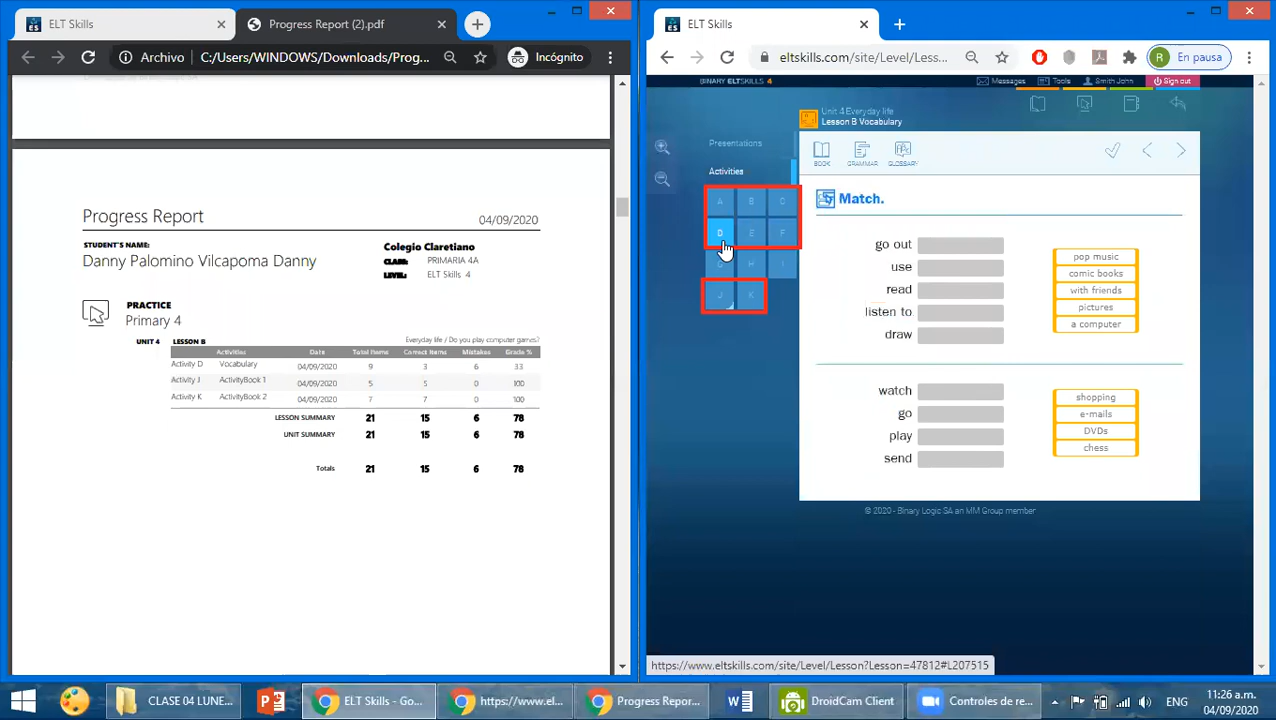 ELT Skills
Progress Report (2).pdf
Archivo
C:/Users/WINDOWS/Downloads/Prog...
Incógnito
Progress Report
04/09/2020
STUDENT'S NAME:
Danny Palomino Vilcapoma Danny
Colegio Claretiano
CLASS: PRIMARIA 4A
LEVEL: ELT Skills 4
PRACTICE
Primary 4
UNIT 4 LESSON B Everyday life / Do you play computer games?
Activities Date Total Items Correct Items Mistakes Grade %
Activity D Vocabulary 04/09/2020 9 3 6 33
Activity J ActivityBook 1 04/09/2020 5 5 0 100
Activity K ActivityBook 2 04/09/2020 7 7 0 100
LESSON SUMMARY 21 15 6 78
UNIT SUMMARY 21 15 6 78
Totals 21 15 6 78
ELT Skills
eltskills.com/site/Level/Less...
R En pausa
BINARY ELTSKILLS 4
Messages Tools Smith John Sign out
Unit 4 Everyday life
Lesson B Vocabulary
Presentations
Activities
A B C
D E F
G H I
J K
BOOK GRAMMAR GLOSSARY
Match.
go out
use
read
listen to
draw
pop music
comic books
with friends
pictures
a computer
watch
go
play
send
shopping
e-mails
DVDs
chess
© 2020 - Binary Logic SA an MM Group member
https://www.eltskills.com/site/Level/Lesson?Lesson=47812#L207515
CLASE 04 LUNE...
ELT Skills - Go...
https://www.el...
Progress Repor...
DroidCam Client
Controles de re...
ENG
11:26 a.m.
04/09/2020